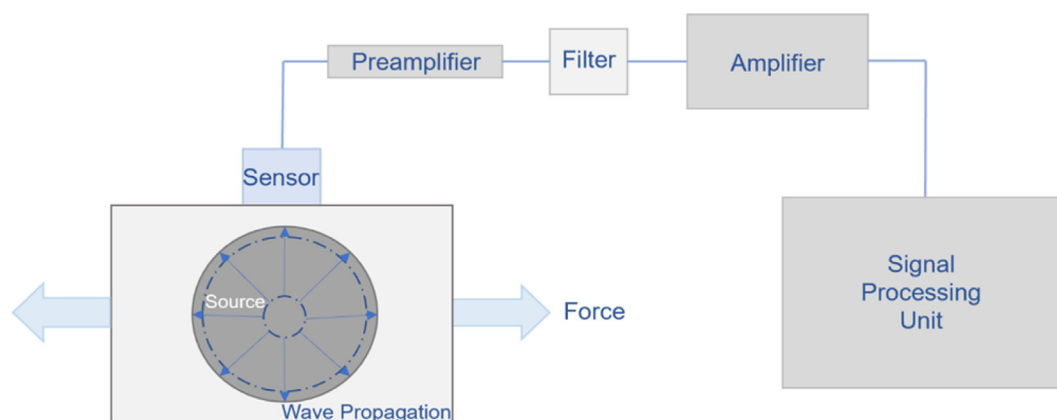 Preamplifier
Filter
Amplifier
Sensor
Source
Force
Signal
Processing
Unit
Wave Propagation